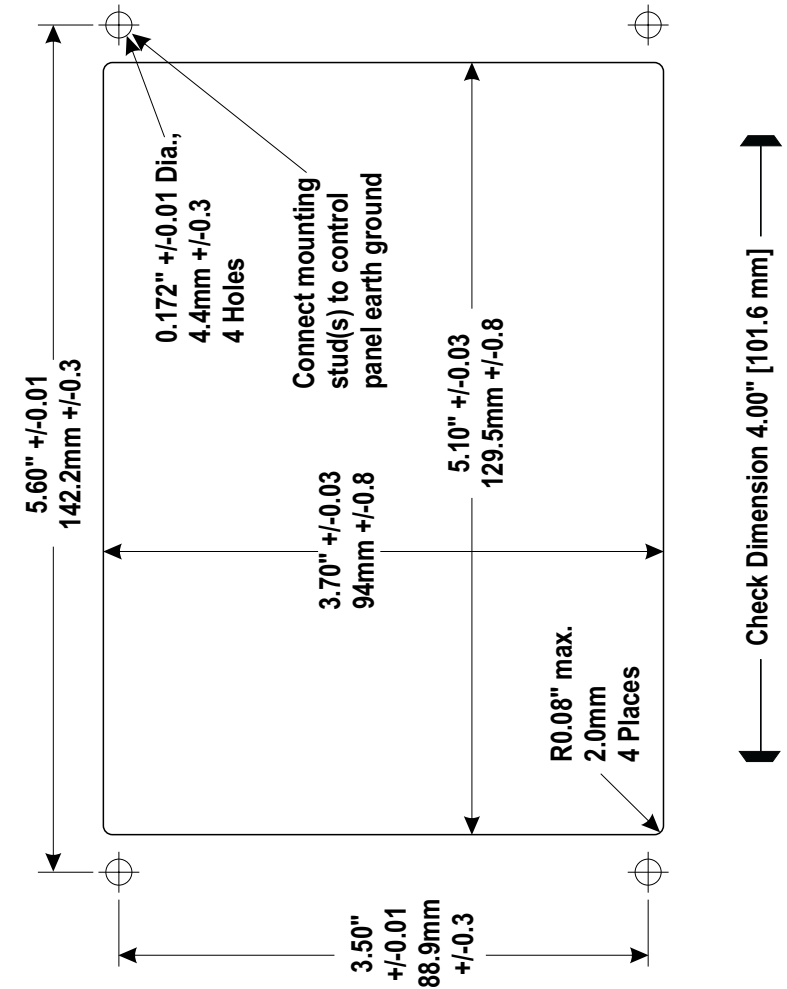 5.60" +/-0.01
142.2mm +/-0.3
0.172" +/-0.01 Dia.,
4.4mm +/-0.3
4 Holes
Connect mounting
stud(s) to control
panel earth ground
3.70" +/-0.03
94mm +/-0.8
5.10" +/-0.03
129.5mm +/-0.8
R0.08" max.
2.0mm
4 Places
3.50"
+/-0.01
88.9mm
+/-0.3
Check Dimension 4.00" [101.6 mm]